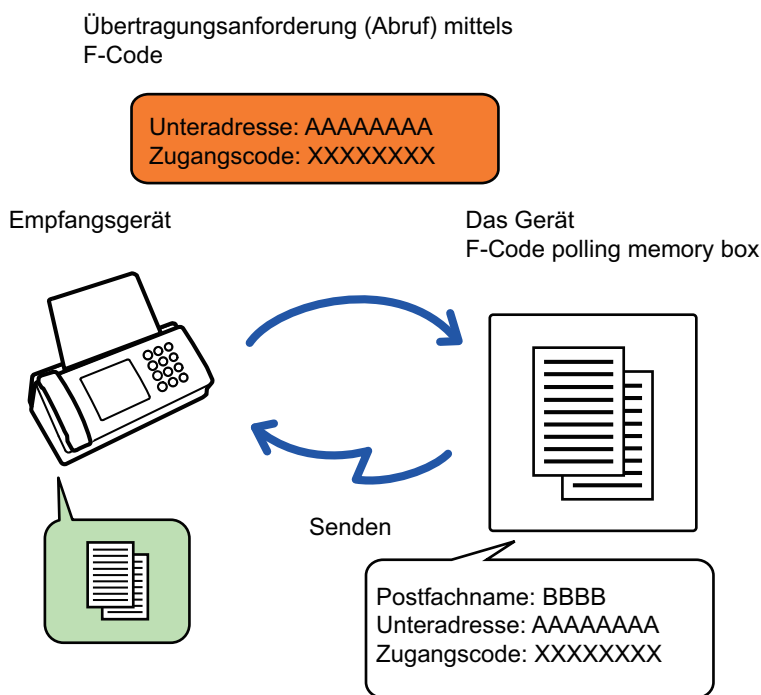 Übertragungsanforderung (Abruf) mittels
F-Code
Unteradresse: AAAAAAAA
Zugangscode: XXXXXXXX
Empfangsgerät
Das Gerät
F-Code polling memory box
Senden
Postfachname: BBBB
Unteradresse: AAAAAAAA
Zugangscode: XXXXXXXX